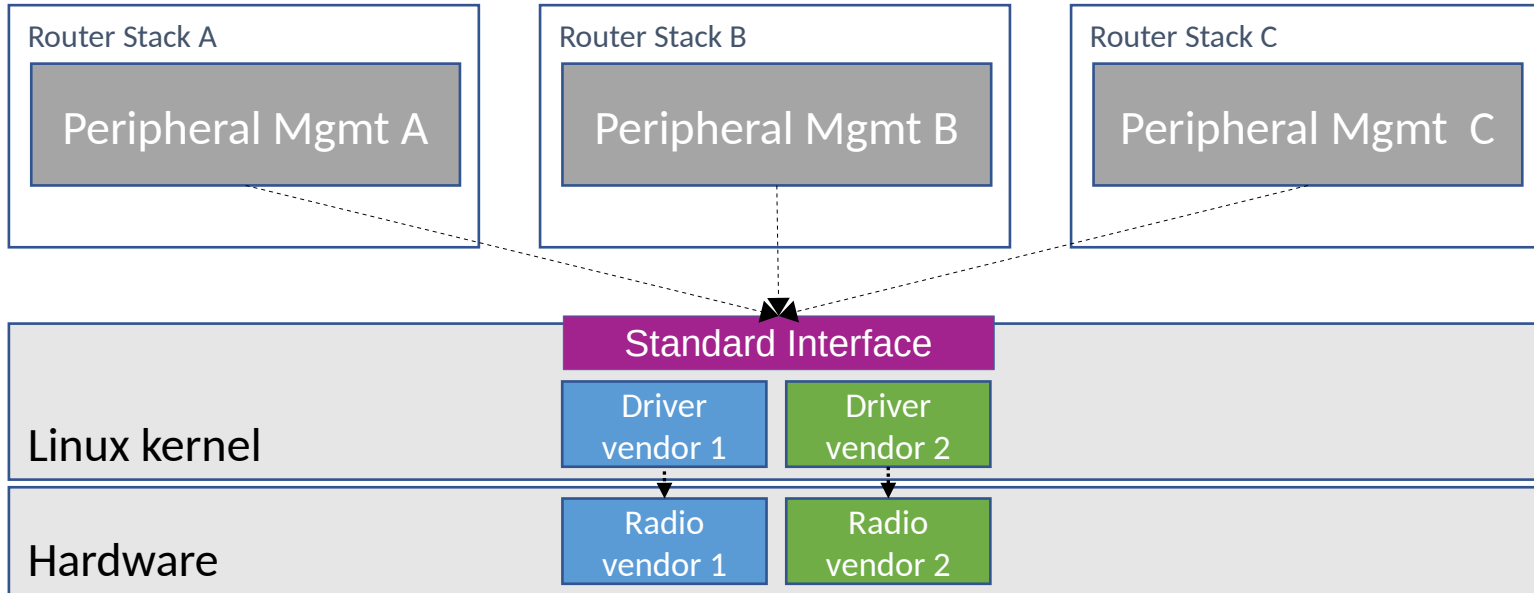 Router Stack A
Router Stack B
Router Stack C
Peripheral Mgmt A
Peripheral Mgmt B
Peripheral Mgmt  C
Standard Interface
Driver
vendor 1
Driver
vendor 2
Linux kernel
Radio
vendor 1
Radio
vendor 2
Hardware